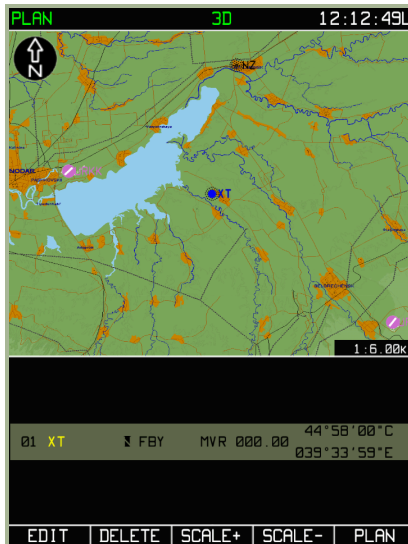 PLAN 3D 12:12:49L
N
NZ
XT
1:6.00k
44°58'00"C
01 XT FBY MVR 000.00
039°33'59"E
EDIT DELETE SCALE+ SCALE- PLAN